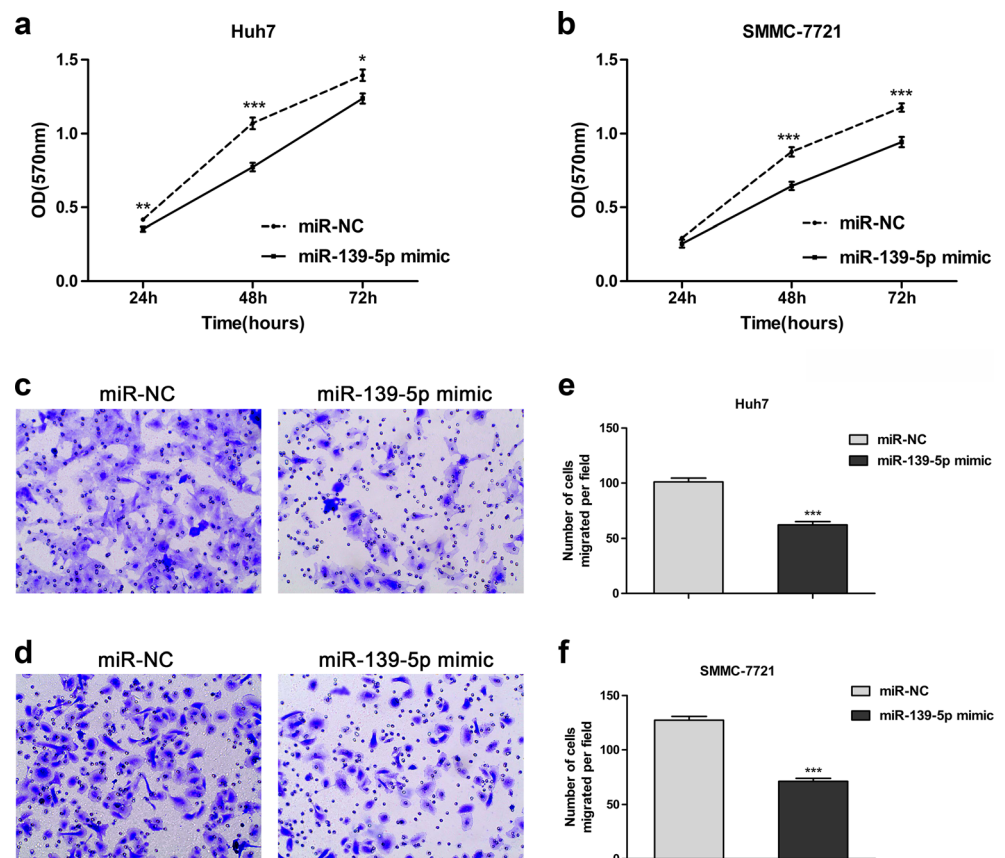 a
Huh7
1.5
1.0
0.5
0.0
OD(570nm)
**
***
*
miR-NC
miR-139-5p mimic
24h 48h 72h
Time(hours)
b
SMMC-7721
1.5
1.0
0.5
0.0
OD(570nm)
***
***
miR-NC
miR-139-5p mimic
24h 48h 72h
Time(hours)
c
miR-NC miR-139-5p mimic
e
Huh7
150
100
50
0
Number of cells
migrated per field
***
miR-NC
miR-139-5p mimic
d
miR-NC miR-139-5p mimic
f
SMMC-7721
150
100
50
0
Number of cells
migrated per field
***
miR-NC
miR-139-5p mimic